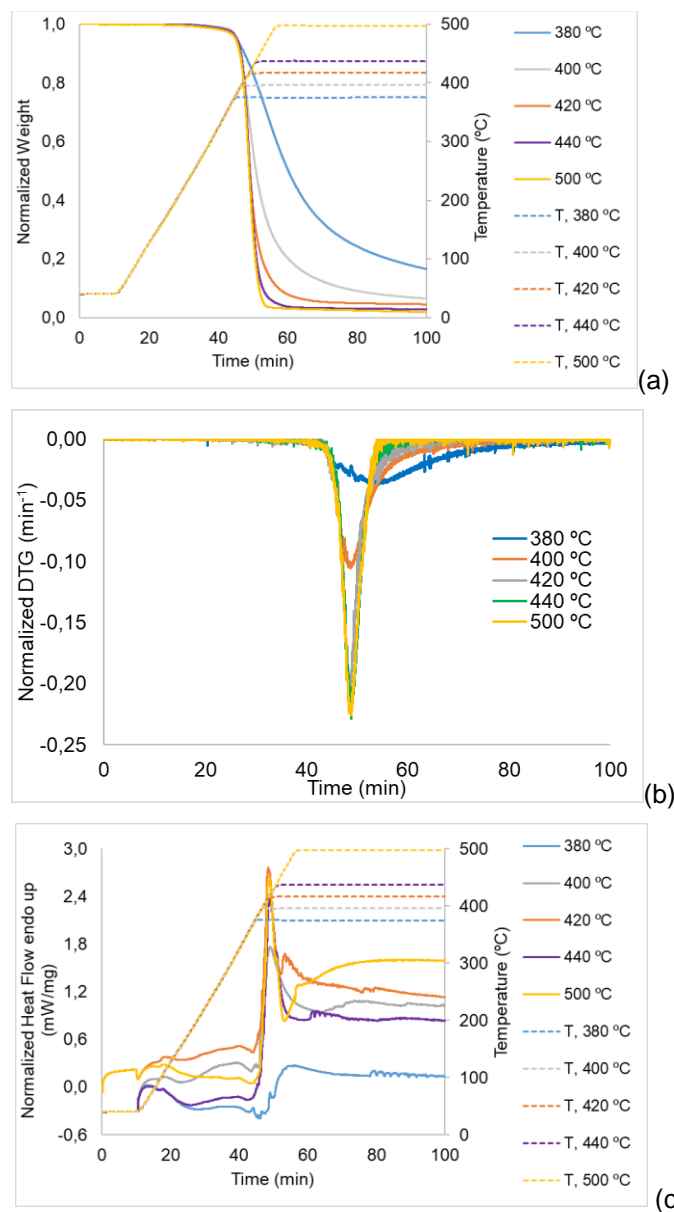 Normalized Weight
1,0
0,8
0,6
0,4
0,2
0,0
0 20 40 60 80 100
Time (min)
500
400
300
200
100
0
Temperature (ºC)
380 ºC
400 ºC
420 ºC
440 ºC
500 ºC
T, 380 ºC
T, 400 ºC
T, 420 ºC
T, 440 ºC
T, 500 ºC
(a)
Normalized DTG (min-1)
0,00
-0,05
-0,10
-0,15
-0,20
-0,25
0 20 40 60 80 100
Time (min)
380 ºC
400 ºC
420 ºC
440 ºC
500 ºC
(b)
Normalized Heat Flow endo up
(mW/mg)
3,0
2,4
1,8
1,2
0,6
0,0
-0,6
0 20 40 60 80 100
Time (min)
500
400
300
200
100
0
Temperature (ºC)
380 ºC
400 ºC
420 ºC
440 ºC
500 ºC
T, 380 ºC
T, 400 ºC
T, 420 ºC
T, 440 ºC
T, 500 ºC
(c